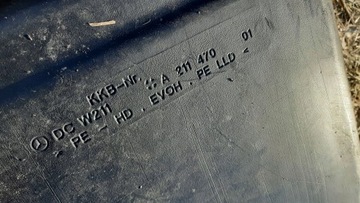 KKB-Nr. A 211 470 01
DC W211
> PE - HD . EVOH . PE LLD <